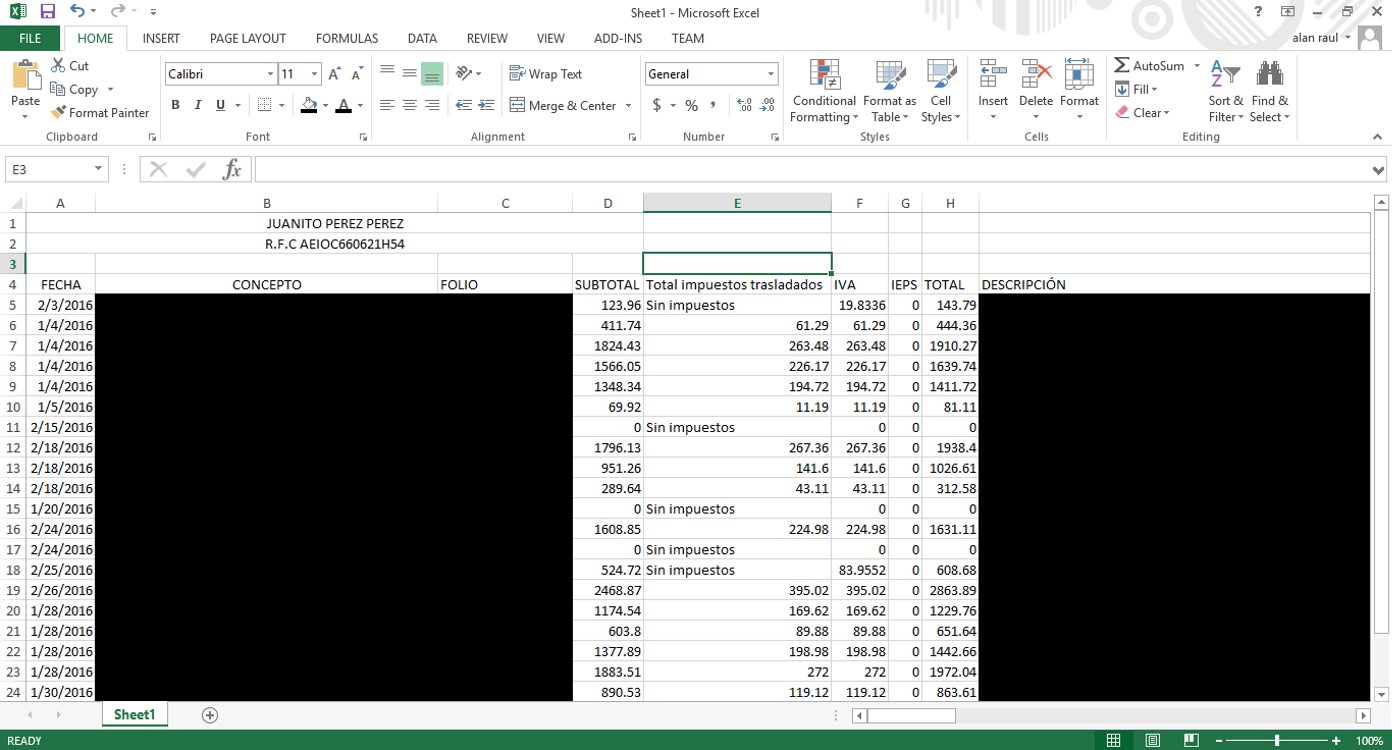 Sheet1 - Microsoft Excel
?
FILE HOME INSERT PAGE LAYOUT FORMULAS DATA REVIEW VIEW ADD-INS TEAM alan raul
Paste
Cut
Copy
Format Painter
Clipboard
Calibri 11 A A
B I U A
Font
Wrap Text
Merge & Center
Alignment
General
$ % , .0 .00 .00 .0
Number
Conditional Formatting
Format as Table
Cell Styles
Styles
Insert Delete Format
Cells
AutoSum
Fill
Clear
Sort & Filter
Find & Select
Editing
E3 fx
A B C D E F G H
1 JUANITO PEREZ PEREZ
2 R.F.C AEIOC660621H54
3
4 FECHA CONCEPTO FOLIO SUBTOTAL Total impuestos trasladados IVA IEPS TOTAL DESCRIPCIÓN
5 2/3/2016 123.96 Sin impuestos 19.8336 0 143.79
6 1/4/2016 411.74 61.29 61.29 0 444.36
7 1/4/2016 1824.43 263.48 263.48 0 1910.27
8 1/4/2016 1566.05 226.17 226.17 0 1639.74
9 1/4/2016 1348.34 194.72 194.72 0 1411.72
10 1/5/2016 69.92 11.19 11.19 0 81.11
11 2/15/2016 0 Sin impuestos 0 0 0
12 2/18/2016 1796.13 267.36 267.36 0 1938.4
13 2/18/2016 951.26 141.6 141.6 0 1026.61
14 2/18/2016 289.64 43.11 43.11 0 312.58
15 1/20/2016 0 Sin impuestos 0 0 0
16 2/24/2016 1608.85 224.98 224.98 0 1631.11
17 2/24/2016 0 Sin impuestos 0 0 0
18 2/25/2016 524.72 Sin impuestos 83.9552 0 608.68
19 2/26/2016 2468.87 395.02 395.02 0 2863.89
20 1/28/2016 1174.54 169.62 169.62 0 1229.76
21 1/28/2016 603.8 89.88 89.88 0 651.64
22 1/28/2016 1377.89 198.98 198.98 0 1442.66
23 1/28/2016 1883.51 272 272 0 1972.04
24 1/30/2016 890.53 119.12 119.12 0 863.61
Sheet1
READY 100%